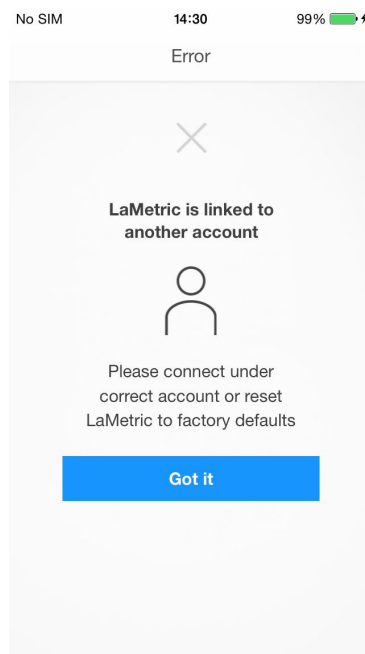 No SIM 14:30 99%
Error
LaMetric is linked to
another account
Please connect under
correct account or reset
LaMetric to factory defaults
Got it